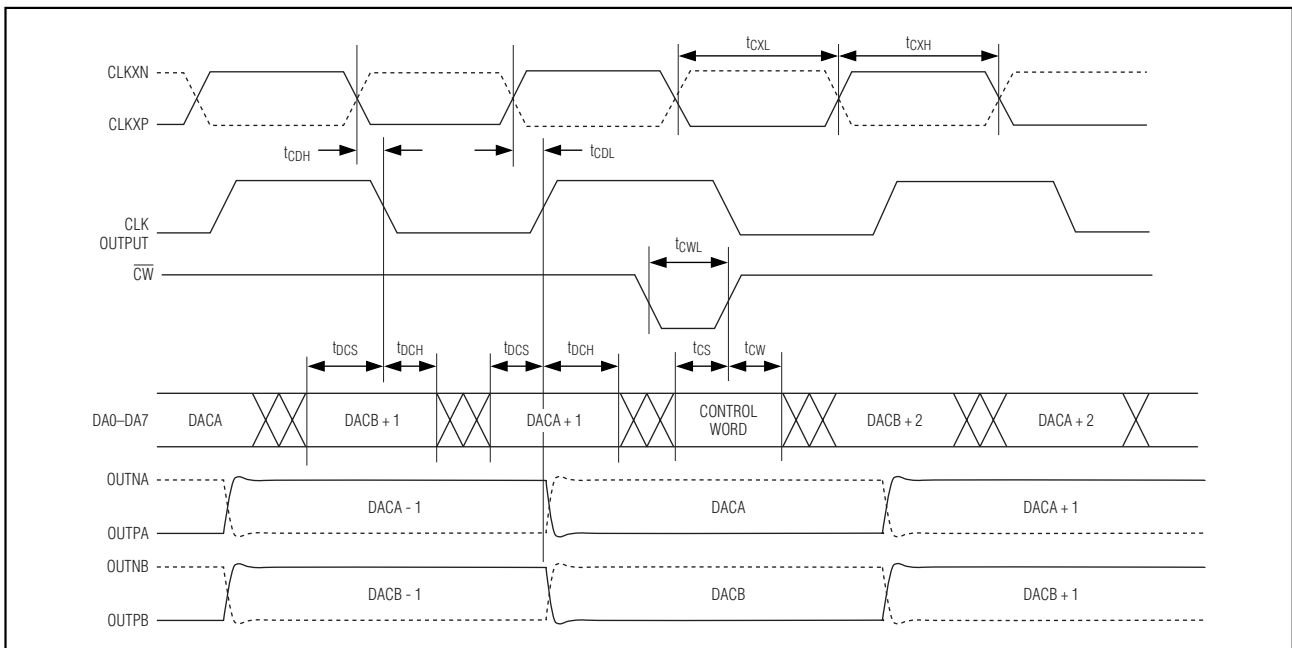 tCXL tCXH
CLKXN
CLKXP
tCDH tCDL
CLK
OUTPUT
tCWL
CW
tDCS tDCH tDCS tDCH tCS tCW
DA0–DA7 DACA DACB + 1 DACA + 1 CONTROL
WORD DACB + 2 DACA + 2
OUTNA
DACA - 1 DACA DACA + 1
OUTPA
OUTNB
DACB - 1 DACB DACB + 1
OUTPB